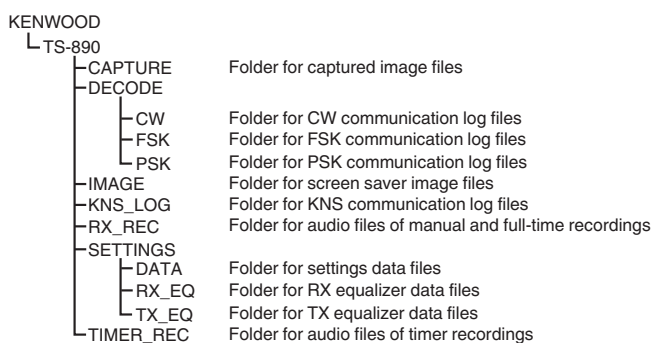 KENWOOD
TS-890
CAPTURE Folder for captured image files
DECODE
CW Folder for CW communication log files
FSK Folder for FSK communication log files
PSK Folder for PSK communication log files
IMAGE Folder for screen saver image files
KNS_LOG Folder for KNS communication log files
RX_REC Folder for audio files of manual and full-time recordings
SETTINGS
DATA Folder for settings data files
RX_EQ Folder for RX equalizer data files
TX_EQ Folder for TX equalizer data files
TIMER_REC Folder for audio files of timer recordings